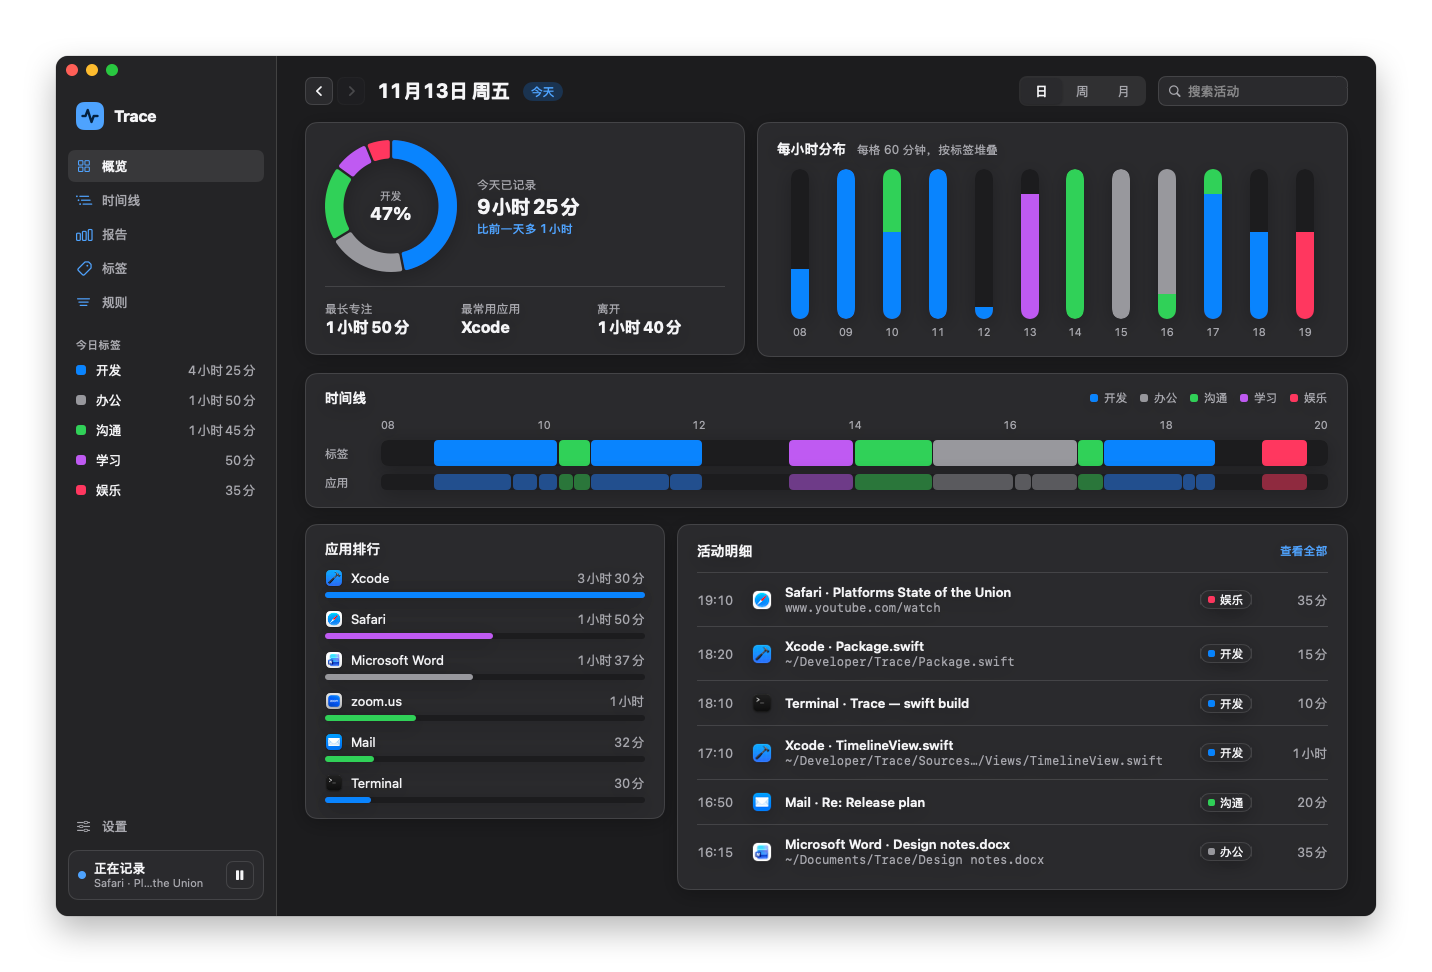 Trace
概览
时间线
报告
标签
规则
今日标签
开发 4小时25分
办公 1小时50分
沟通 1小时45分
学习 50分
娱乐 35分
设置
正在记录
Safari · Pl...the Union
11月13日 周五 今天
日 周 月
搜索活动
开发
47%
今天已记录
9小时25分
比前一天多 1小时
最长专注 最常用应用 离开
1小时50分 Xcode 1小时40分
每小时分布 每格 60 分钟，按标签堆叠
08 09 10 11 12 13 14 15 16 17 18 19
时间线 开发 办公 沟通 学习 娱乐
08 10 12 14 16 18 20
标签
应用
应用排行
Xcode 3小时30分
Safari 1小时50分
Microsoft Word 1小时37分
zoom.us 1小时
Mail 32分
Terminal 30分
活动明细 查看全部
19:10 Safari · Platforms State of the Union 娱乐 35分
www.youtube.com/watch
18:20 Xcode · Package.swift 开发 15分
~/Developer/Trace/Package.swift
18:10 Terminal · Trace — swift build 开发 10分
17:10 Xcode · TimelineView.swift 开发 1小时
~/Developer/Trace/Sources…/Views/TimelineView.swift
16:50 Mail · Re: Release plan 沟通 20分
16:15 Microsoft Word · Design notes.docx 办公 35分
~/Documents/Trace/Design notes.docx